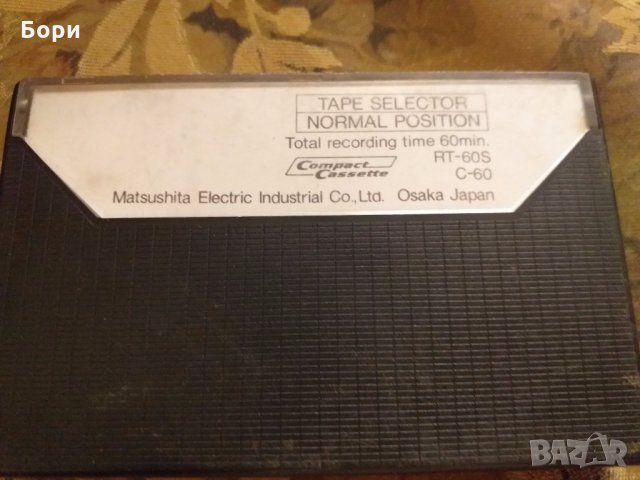 Бори
TAPE SELECTOR
NORMAL POSITION
Total recording time 60min.
Compact Cassette
RT-60S
C-60
Matsushita Electric Industrial Co.,Ltd. Osaka Japan
BAZAR